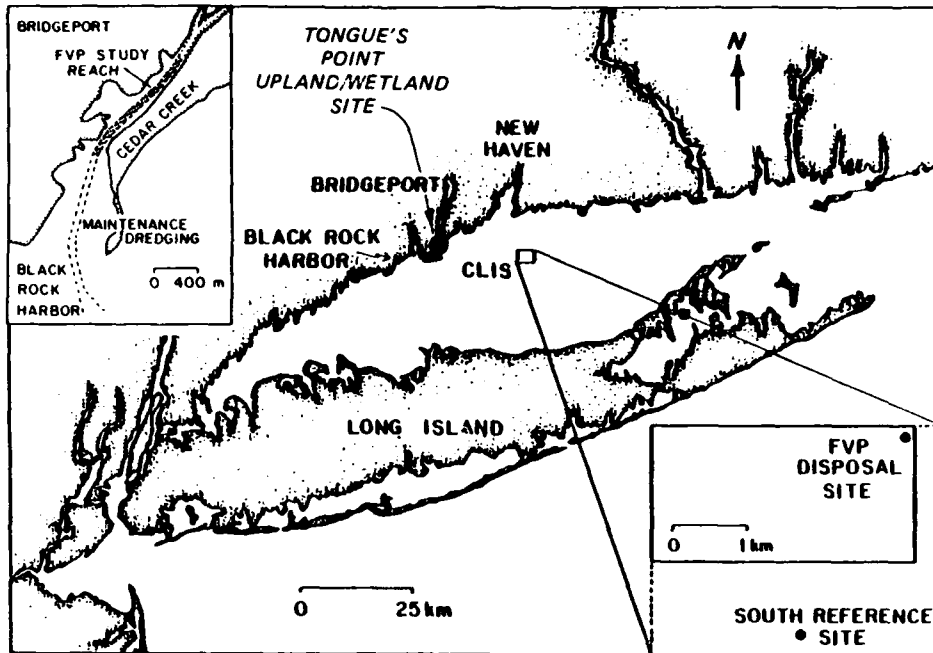 BRIDGEPORT
FVP STUDY
REACH
CEDAR CREEK
MAINTENANCE
DREDGING
BLACK
ROCK
HARBOR
0 400 m
TONGUE'S
POINT
UPLAND/WETLAND
SITE
N
NEW
HAVEN
BRIDGEPORT
BLACK ROCK
HARBOR
CLIS
LONG ISLAND
0 25 km
FVP
DISPOSAL
SITE
0 1 km
SOUTH REFERENCE
SITE